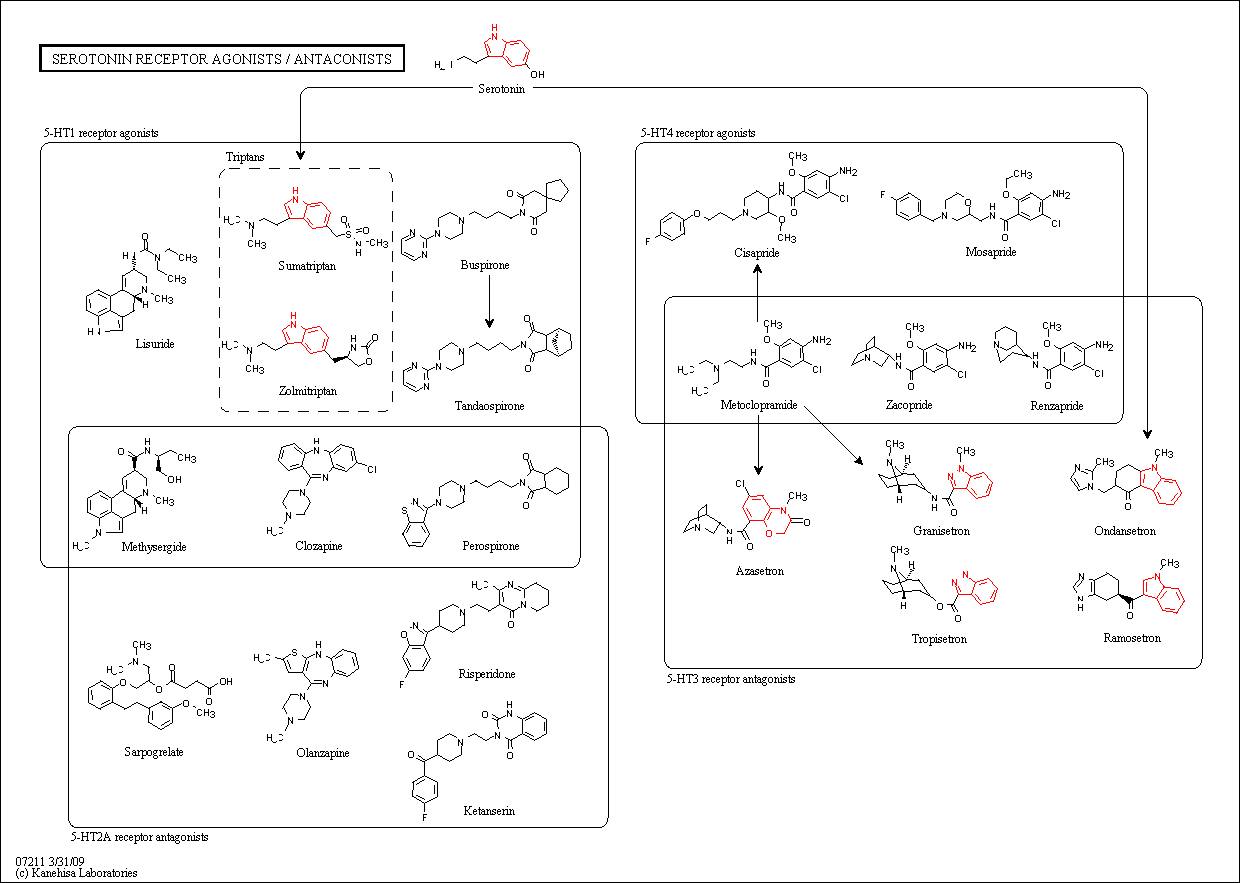 SEROTONIN RECEPTOR AGONISTS / ANTACONISTS
Serotonin
5-HT1 receptor agonists
5-HT4 receptor agonists
Triptans
Sumatriptan
Buspirone
Cisapride
Mosapride
Lisuride
Zolmitriptan
Tandaospirone
Metoclopramide
Zacopride
Renzapride
Methysergide
Clozapine
Perospirone
Granisetron
Ondansetron
Azasetron
Tropisetron
Ramosetron
Risperidone
5-HT3 receptor antagonists
Sarpogrelate
Olanzapine
Ketanserin
5-HT2A receptor antagonists
07211 3/31/09
(c) Kanehisa Laboratories